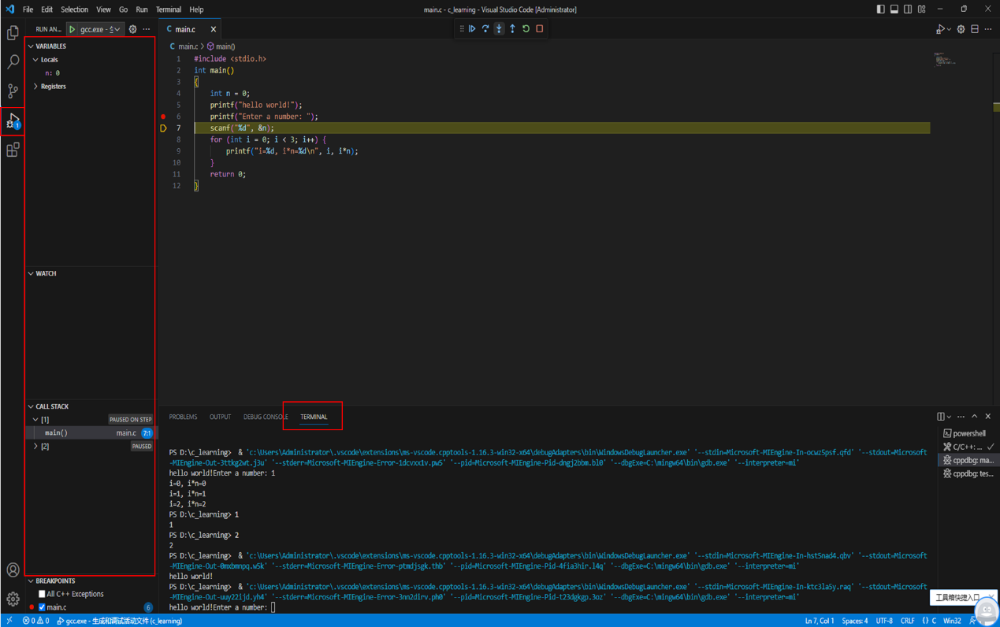 File Edit Selection View Go Run Terminal Help
main.c - c_learning - Visual Studio Code [Administrator]
RUN AN... gcc.exe - ⋯
main.c
main.c > main()
VARIABLES
Locals
n: 0
Registers
WATCH
CALL STACK
[1] PAUSED ON STEP
main() main.c 7:1
[2] PAUSED
BREAKPOINTS
All C++ Exceptions
main.c 6
1
1 #include <stdio.h>
2 int main()
3 {
4 int n = 0;
5 printf("hello world!");
6 printf("Enter a number: ");
7 scanf("%d", &n);
8 for (int i = 0; i < 3; i++) {
9 printf("i=%d, i*n=%d\n", i, i*n);
10 }
11 return 0;
12 }
PROBLEMS OUTPUT DEBUG CONSOLE TERMINAL
PS D:\c_learning> & 'c:\Users\Administrator\.vscode\extensions\ms-vscode.cpptools-1.16.3-win32-x64\debugAdapters\bin\WindowsDebugLauncher.exe' '--stdin=Microsoft-MIEngine-In-ocwz5psf.qfd' '--stdout=Microsoft
-MIEngine-Out-3ttkg2wt.j3u' '--stderr=Microsoft-MIEngine-Error-1dcvxx1v.pw5' '--pid=Microsoft-MIEngine-Pid-dngj2bbm.bl0' '--dbgExe=C:\mingw64\bin\gdb.exe' '--interpreter=mi'
hello world!Enter a number: 1
i=0, i*n=0
i=1, i*n=1
i=2, i*n=2
PS D:\c_learning> 1
1
PS D:\c_learning> 2
2
PS D:\c_learning> & 'c:\Users\Administrator\.vscode\extensions\ms-vscode.cpptools-1.16.3-win32-x64\debugAdapters\bin\WindowsDebugLauncher.exe' '--stdin=Microsoft-MIEngine-In-hst5nad4.qbv' '--stdout=Microsoft
-MIEngine-Out-0mxbmnpq.w5k' '--stderr=Microsoft-MIEngine-Error-ptmdjsgk.thb' '--pid=Microsoft-MIEngine-Pid-4fia3hir.l4q' '--dbgExe=C:\mingw64\bin\gdb.exe' '--interpreter=mi'
hello world!
PS D:\c_learning> & 'c:\Users\Administrator\.vscode\extensions\ms-vscode.cpptools-1.16.3-win32-x64\debugAdapters\bin\WindowsDebugLauncher.exe' '--stdin=Microsoft-MIEngine-In-ktc3la5y.raq' '--stdout=Microsoft
-MIEngine-Out-uuy22ijd.yh4' '--stderr=Microsoft-MIEngine-Error-3nn2dirv.ph0' '--pid=Microsoft-MIEngine-Pid-t23dgkgp.3oz' '--dbgExe=C:\mingw64\bin\gdb.exe' '--interpreter=mi'
hello world!Enter a number:
powershell
C/C++: ...
cppdbg: ma...
cppdbg: tes...
工具箱快捷入口
0 0 gcc.exe - 生成和调试活动文件 (c_learning)
Ln 7, Col 1 Spaces: 4 UTF-8 CRLF {} C Win32